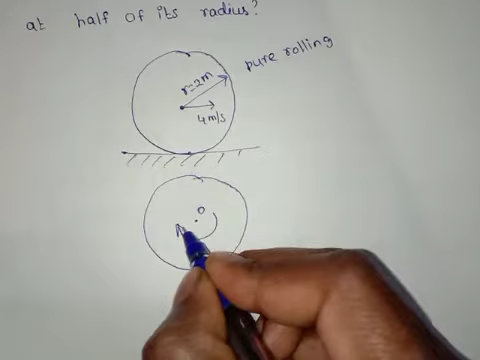 at half of its radius?
pure rolling
r=2m
4m/s
O